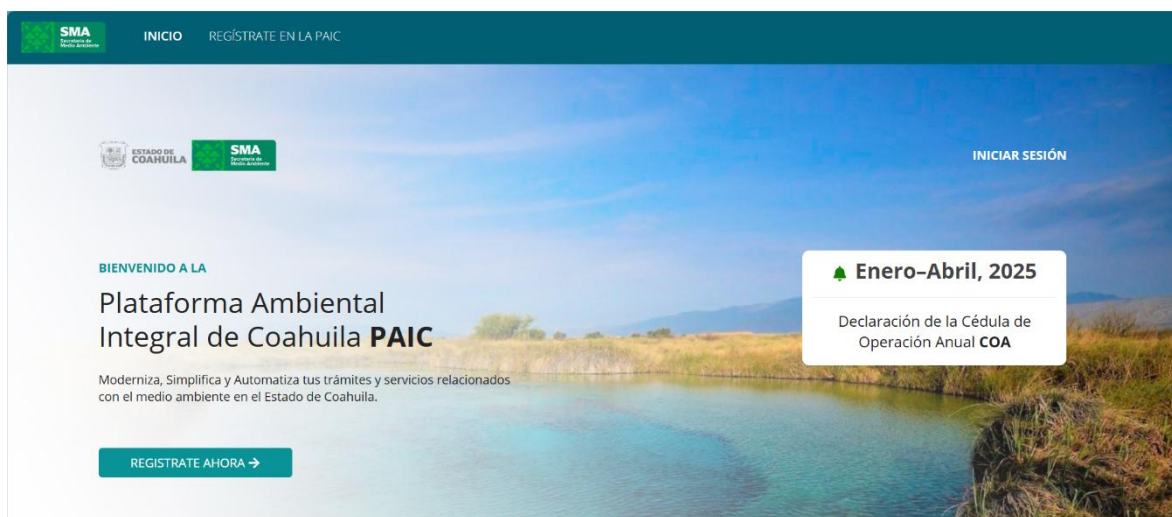 SMA
Secretaría de
Medio Ambiente
INICIO
REGÍSTRATE EN LA PAIC
ESTADO DE
COAHUILA
SMA
Secretaría de
Medio Ambiente
INICIAR SESIÓN
BIENVENIDO A LA
Plataforma Ambiental
Integral de Coahuila PAIC
Moderniza, Simplifica y Automatiza tus trámites y servicios relacionados
con el medio ambiente en el Estado de Coahuila.
REGISTRATE AHORA →
Enero–Abril, 2025
Declaración de la Cédula de
Operación Anual COA